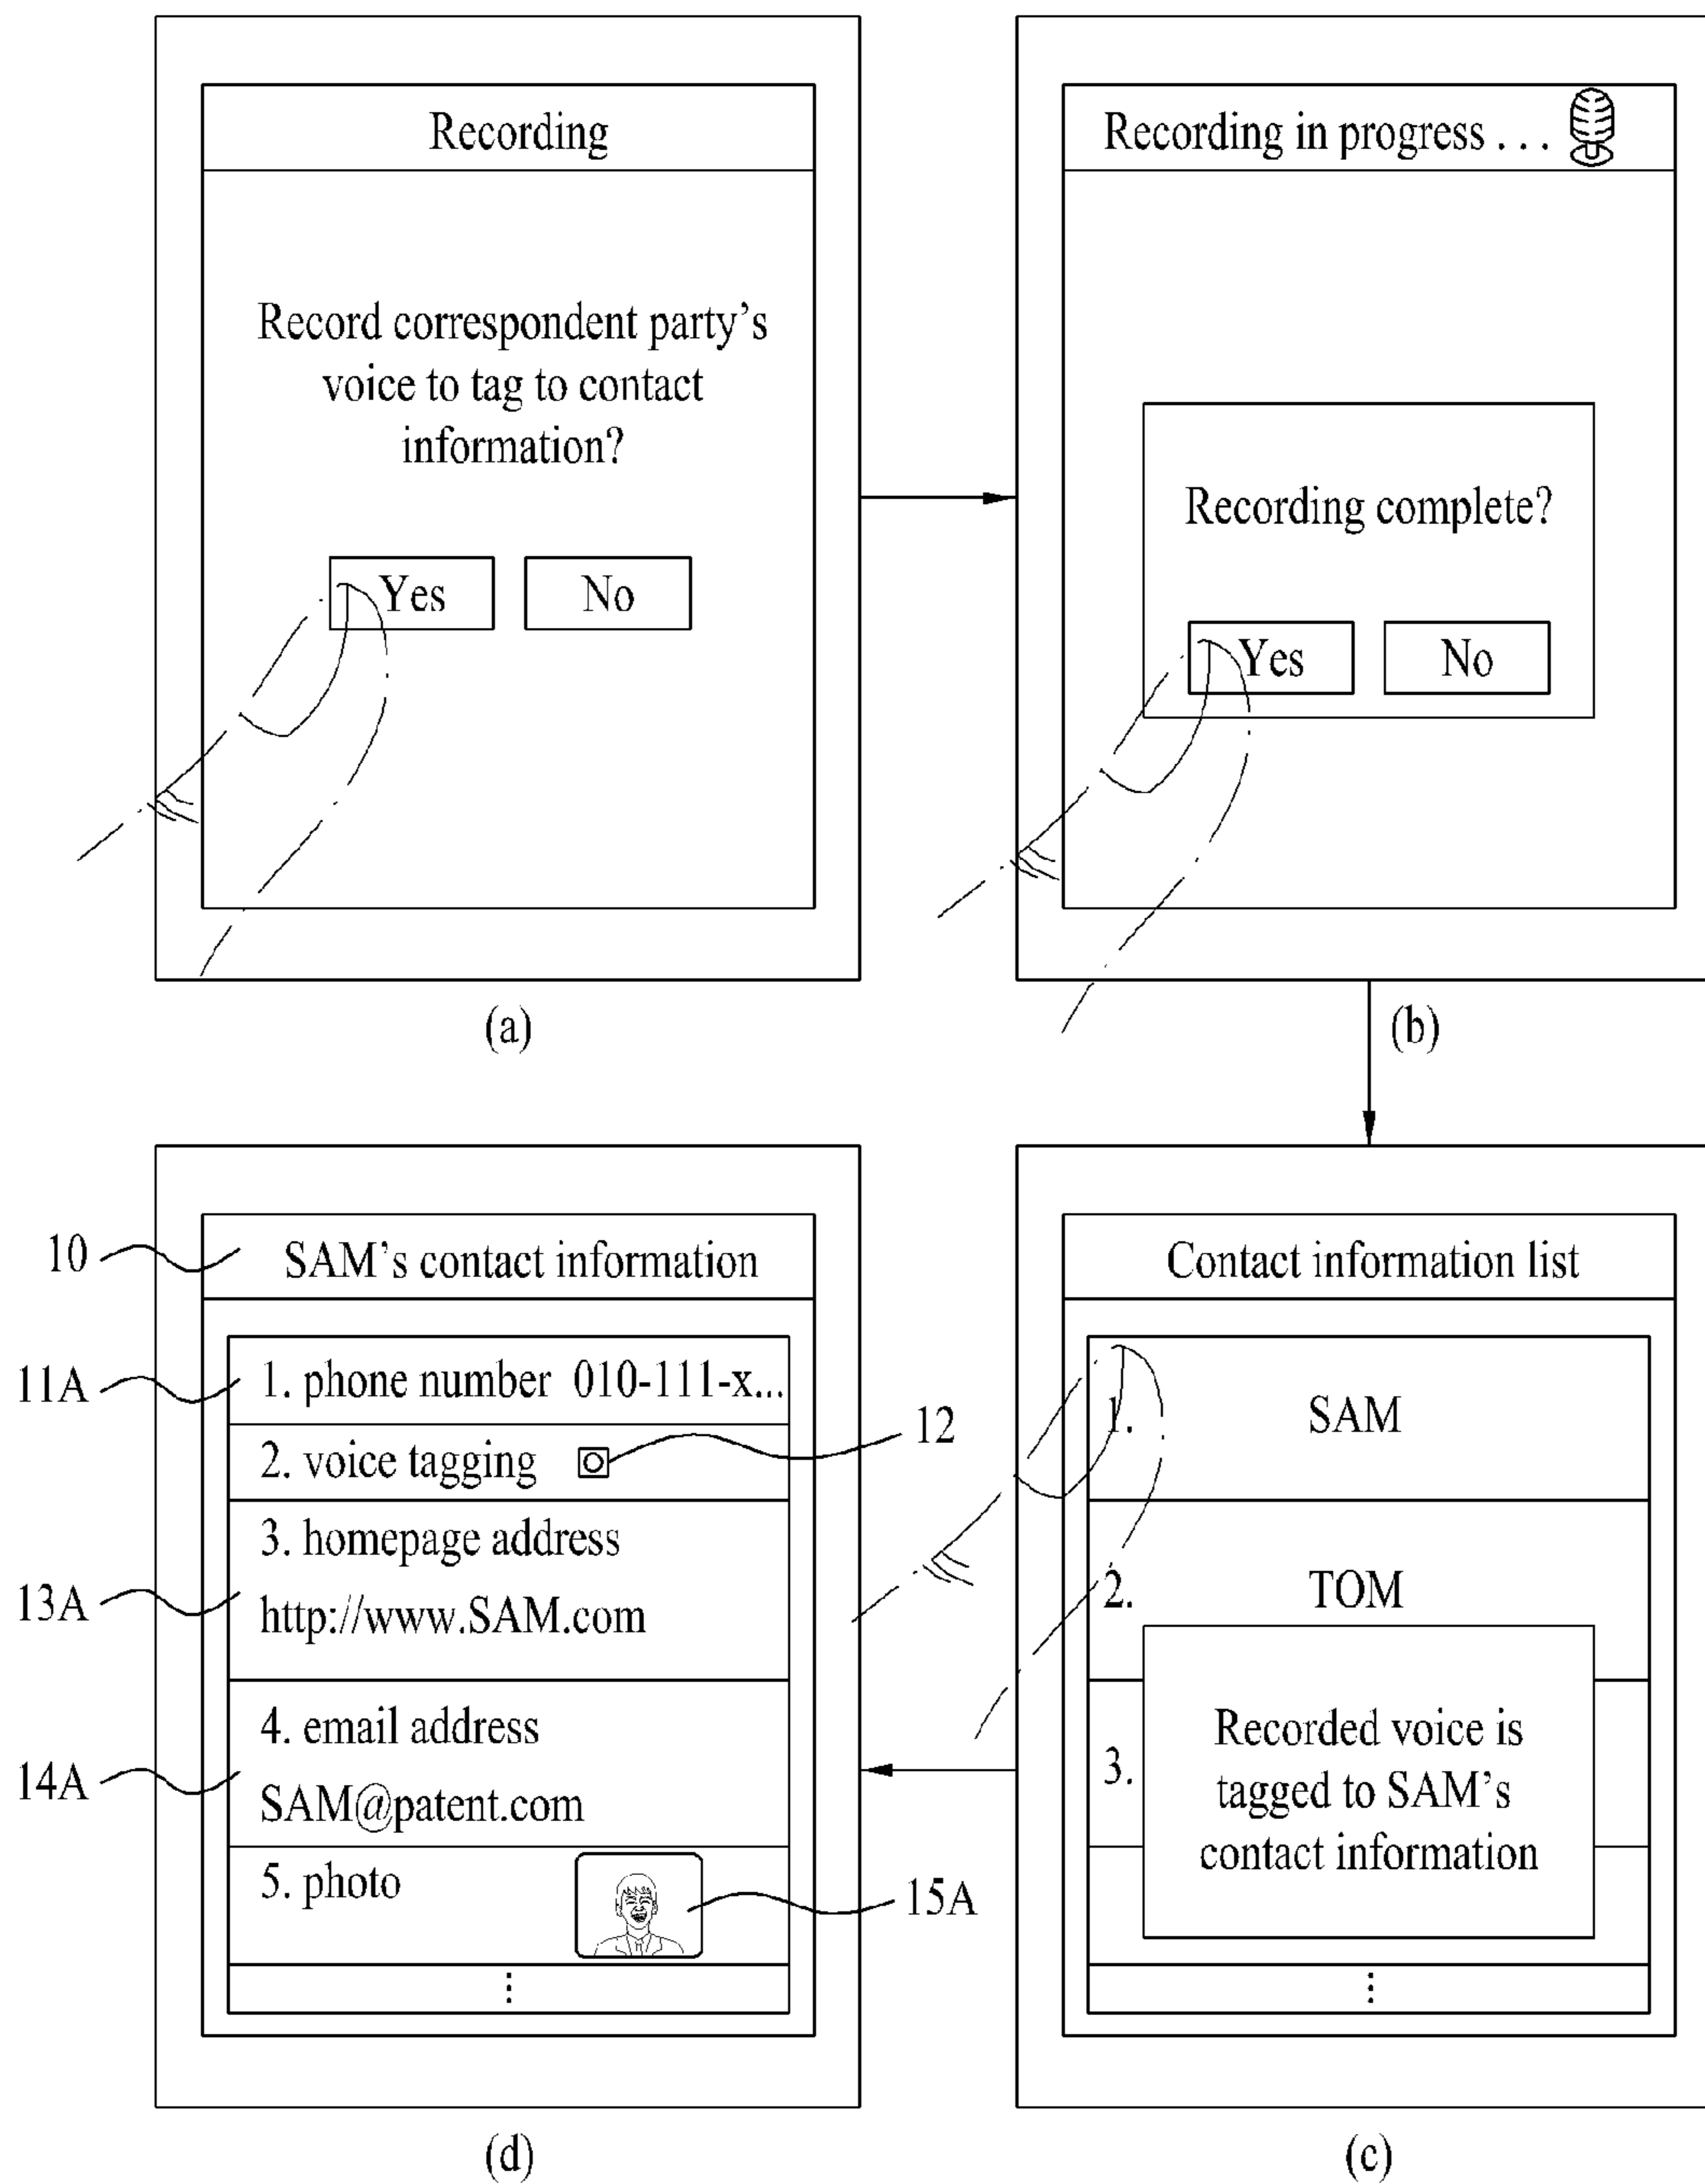 Recording
Record correspondent party's
voice to tag to contact
information?
Yes
No
(a)
Recording in progress . . .
Recording complete?
Yes
No
(b)
10
SAM's contact information
11A
1. phone number 010-111-x...
2. voice tagging
12
3. homepage address
13A
http://www.SAM.com
4. email address
14A
SAM@patent.com
5. photo
15A
⋮
(d)
Contact information list
1. SAM
2. TOM
3.
Recorded voice is
tagged to SAM's
contact information
⋮
(c)